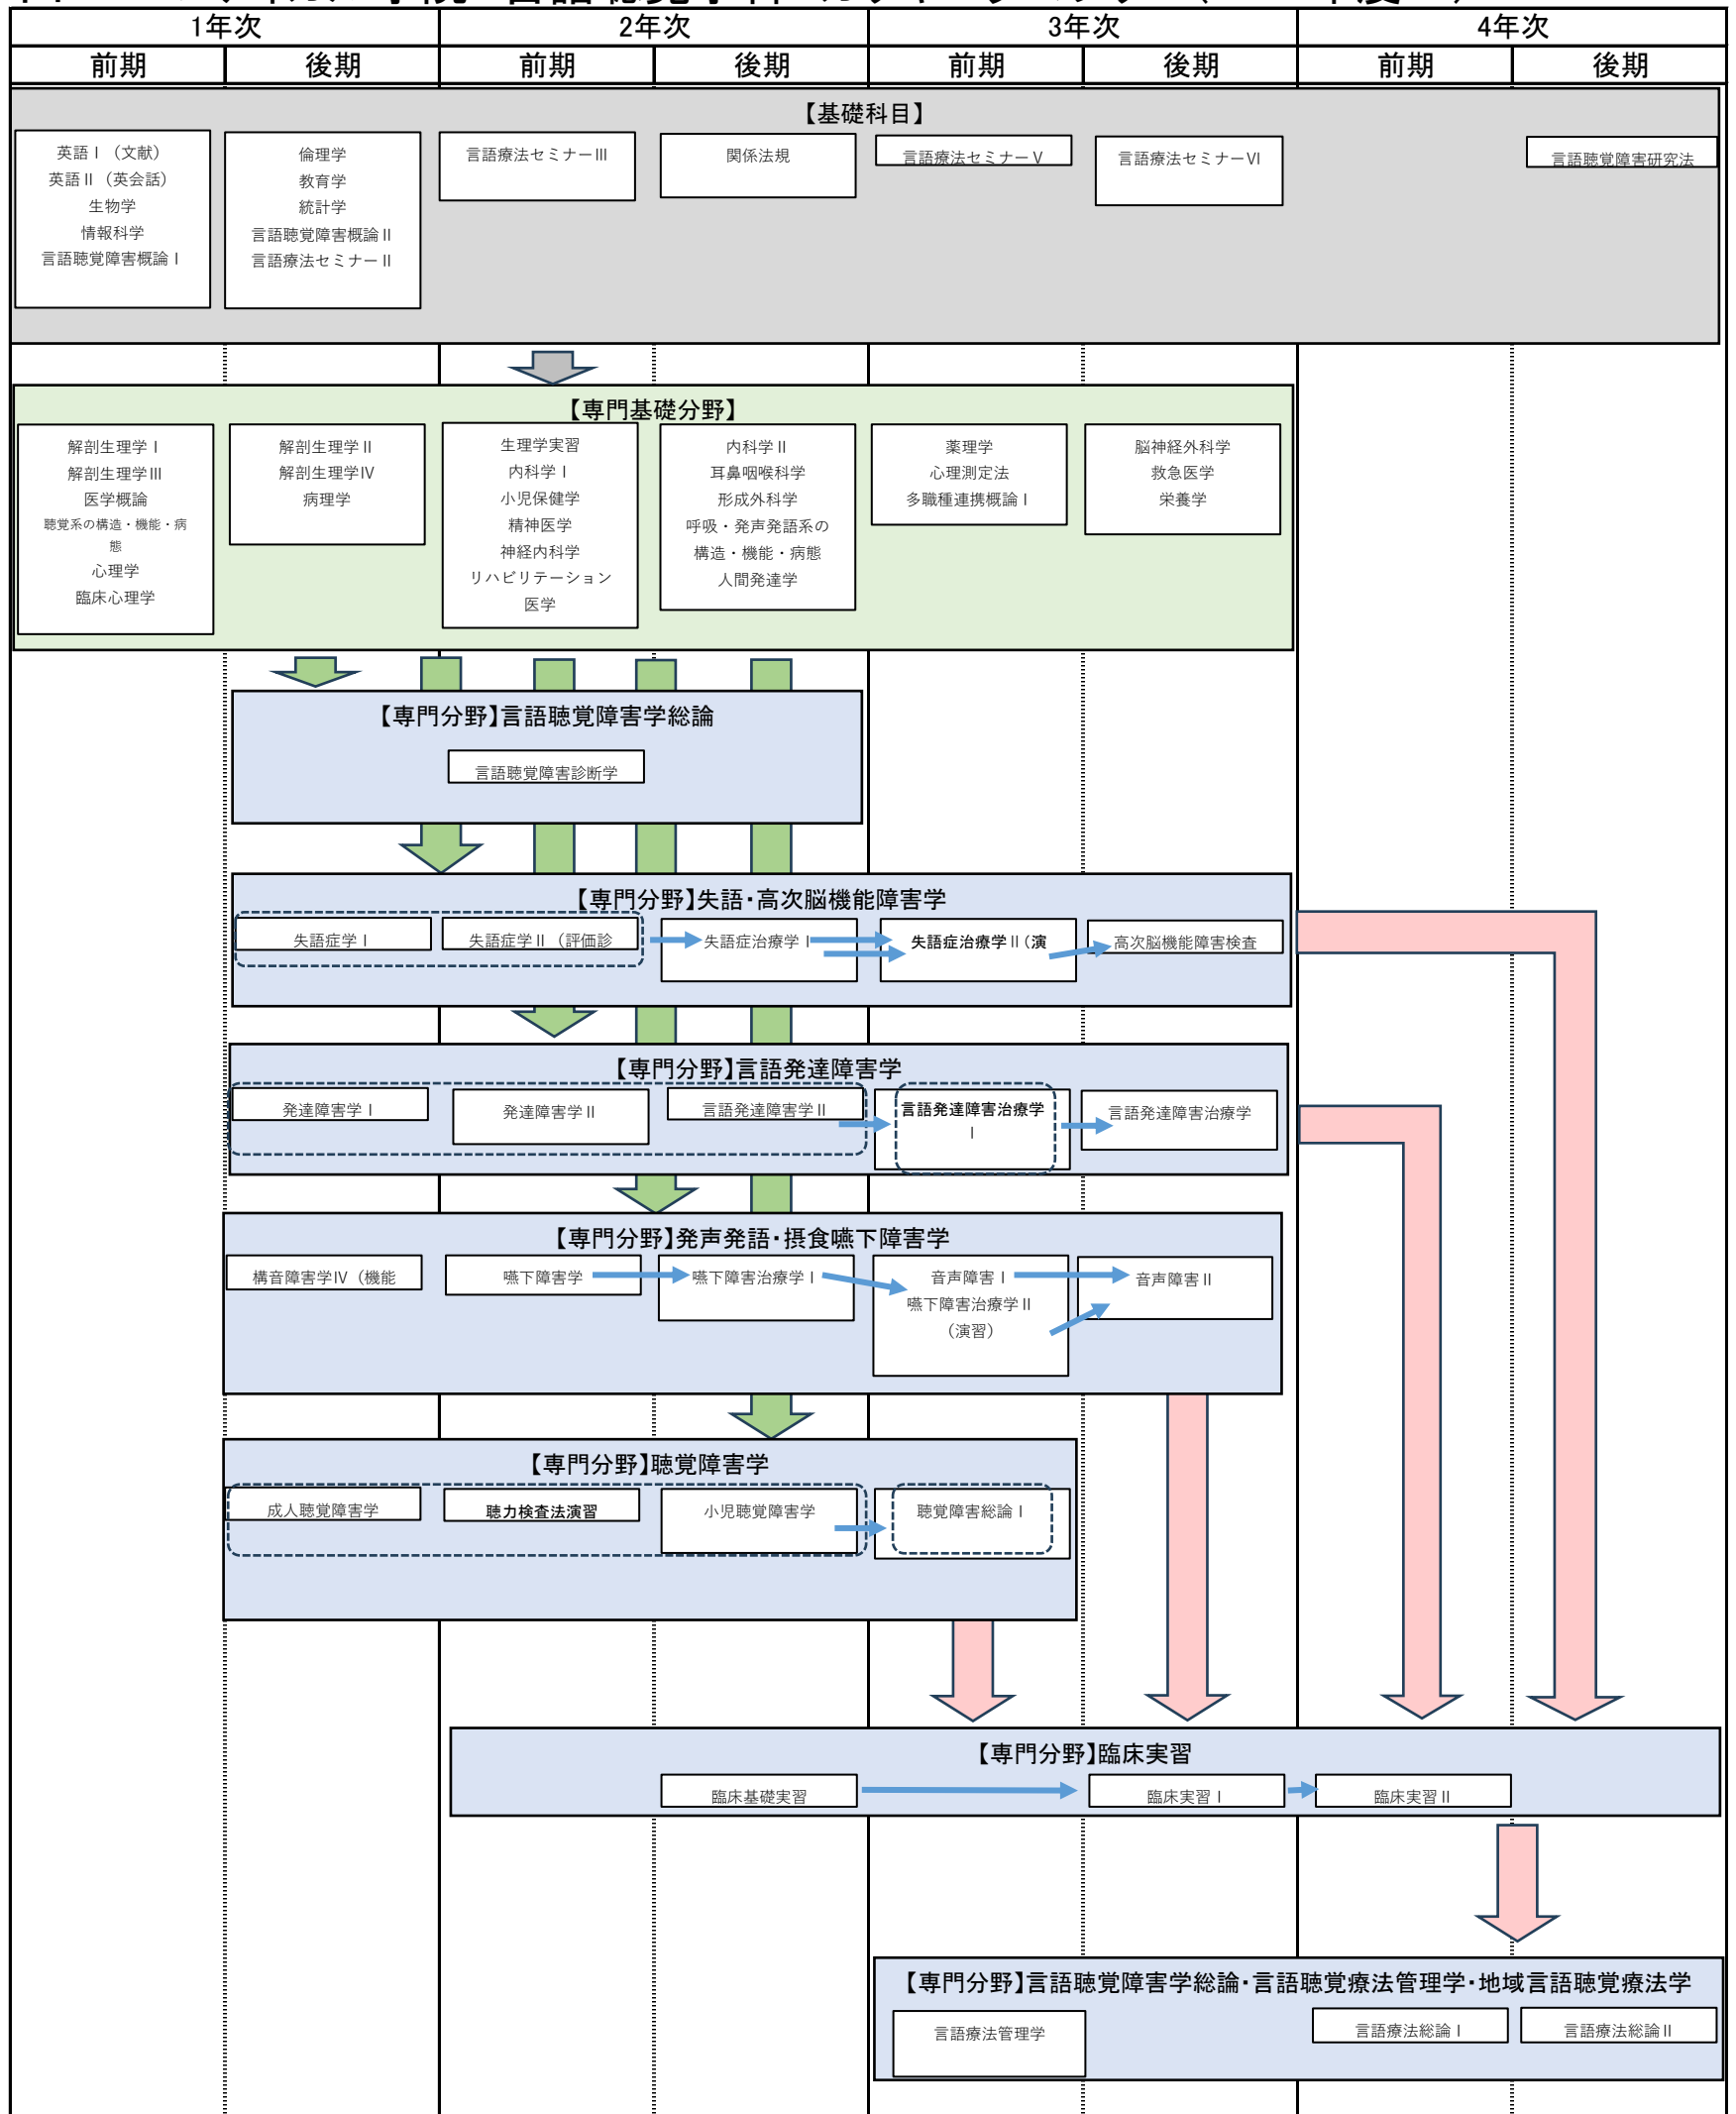 1年次 2年次 3年次 4年次
前期 後期 前期 後期 前期 後期 前期 後期
【基礎科目】
英語Ⅰ（文献）
英語Ⅱ（英会話）
生物学
情報科学
言語聴覚障害概論Ⅰ
倫理学
教育学
統計学
言語聴覚障害概論Ⅱ
言語療法セミナーⅡ
言語療法セミナーⅢ
関係法規
言語療法セミナーⅤ
言語療法セミナーⅥ
言語聴覚障害研究法
【専門基礎分野】
解剖生理学Ⅰ
解剖生理学Ⅲ
医学概論
聴覚系の構造・機能・病
態
心理学
臨床心理学
解剖生理学Ⅱ
解剖生理学Ⅳ
病理学
生理学実習
内科学Ⅰ
小児保健学
精神医学
神経内科学
リハビリテーション
医学
内科学Ⅱ
耳鼻咽喉科学
形成外科学
呼吸・発声発語系の
構造・機能・病態
人間発達学
薬理学
心理測定法
多職種連携概論Ⅰ
脳神経外科学
救急医学
栄養学
【専門分野】言語聴覚障害学総論
言語聴覚障害診断学
【専門分野】失語・高次脳機能障害学
失語症学Ⅰ
失語症学Ⅱ（評価診
失語症治療学Ⅰ
失語症治療学Ⅱ（演
高次脳機能障害検査
【専門分野】言語発達障害学
発達障害学Ⅰ
発達障害学Ⅱ
言語発達障害学Ⅱ
言語発達障害治療学
Ⅰ
言語発達障害治療学
【専門分野】発声発語・摂食嚥下障害学
構音障害学Ⅳ（機能
嚥下障害学
嚥下障害治療学Ⅰ
音声障害Ⅰ
嚥下障害治療学Ⅱ
（演習）
音声障害Ⅱ
【専門分野】聴覚障害学
成人聴覚障害学
聴力検査法演習
小児聴覚障害学
聴覚障害総論Ⅰ
【専門分野】臨床実習
臨床基礎実習
臨床実習Ⅰ
臨床実習Ⅱ
【専門分野】言語聴覚障害学総論・言語聴覚療法管理学・地域言語聴覚療法学
言語療法管理学
言語療法総論Ⅰ
言語療法総論Ⅱ